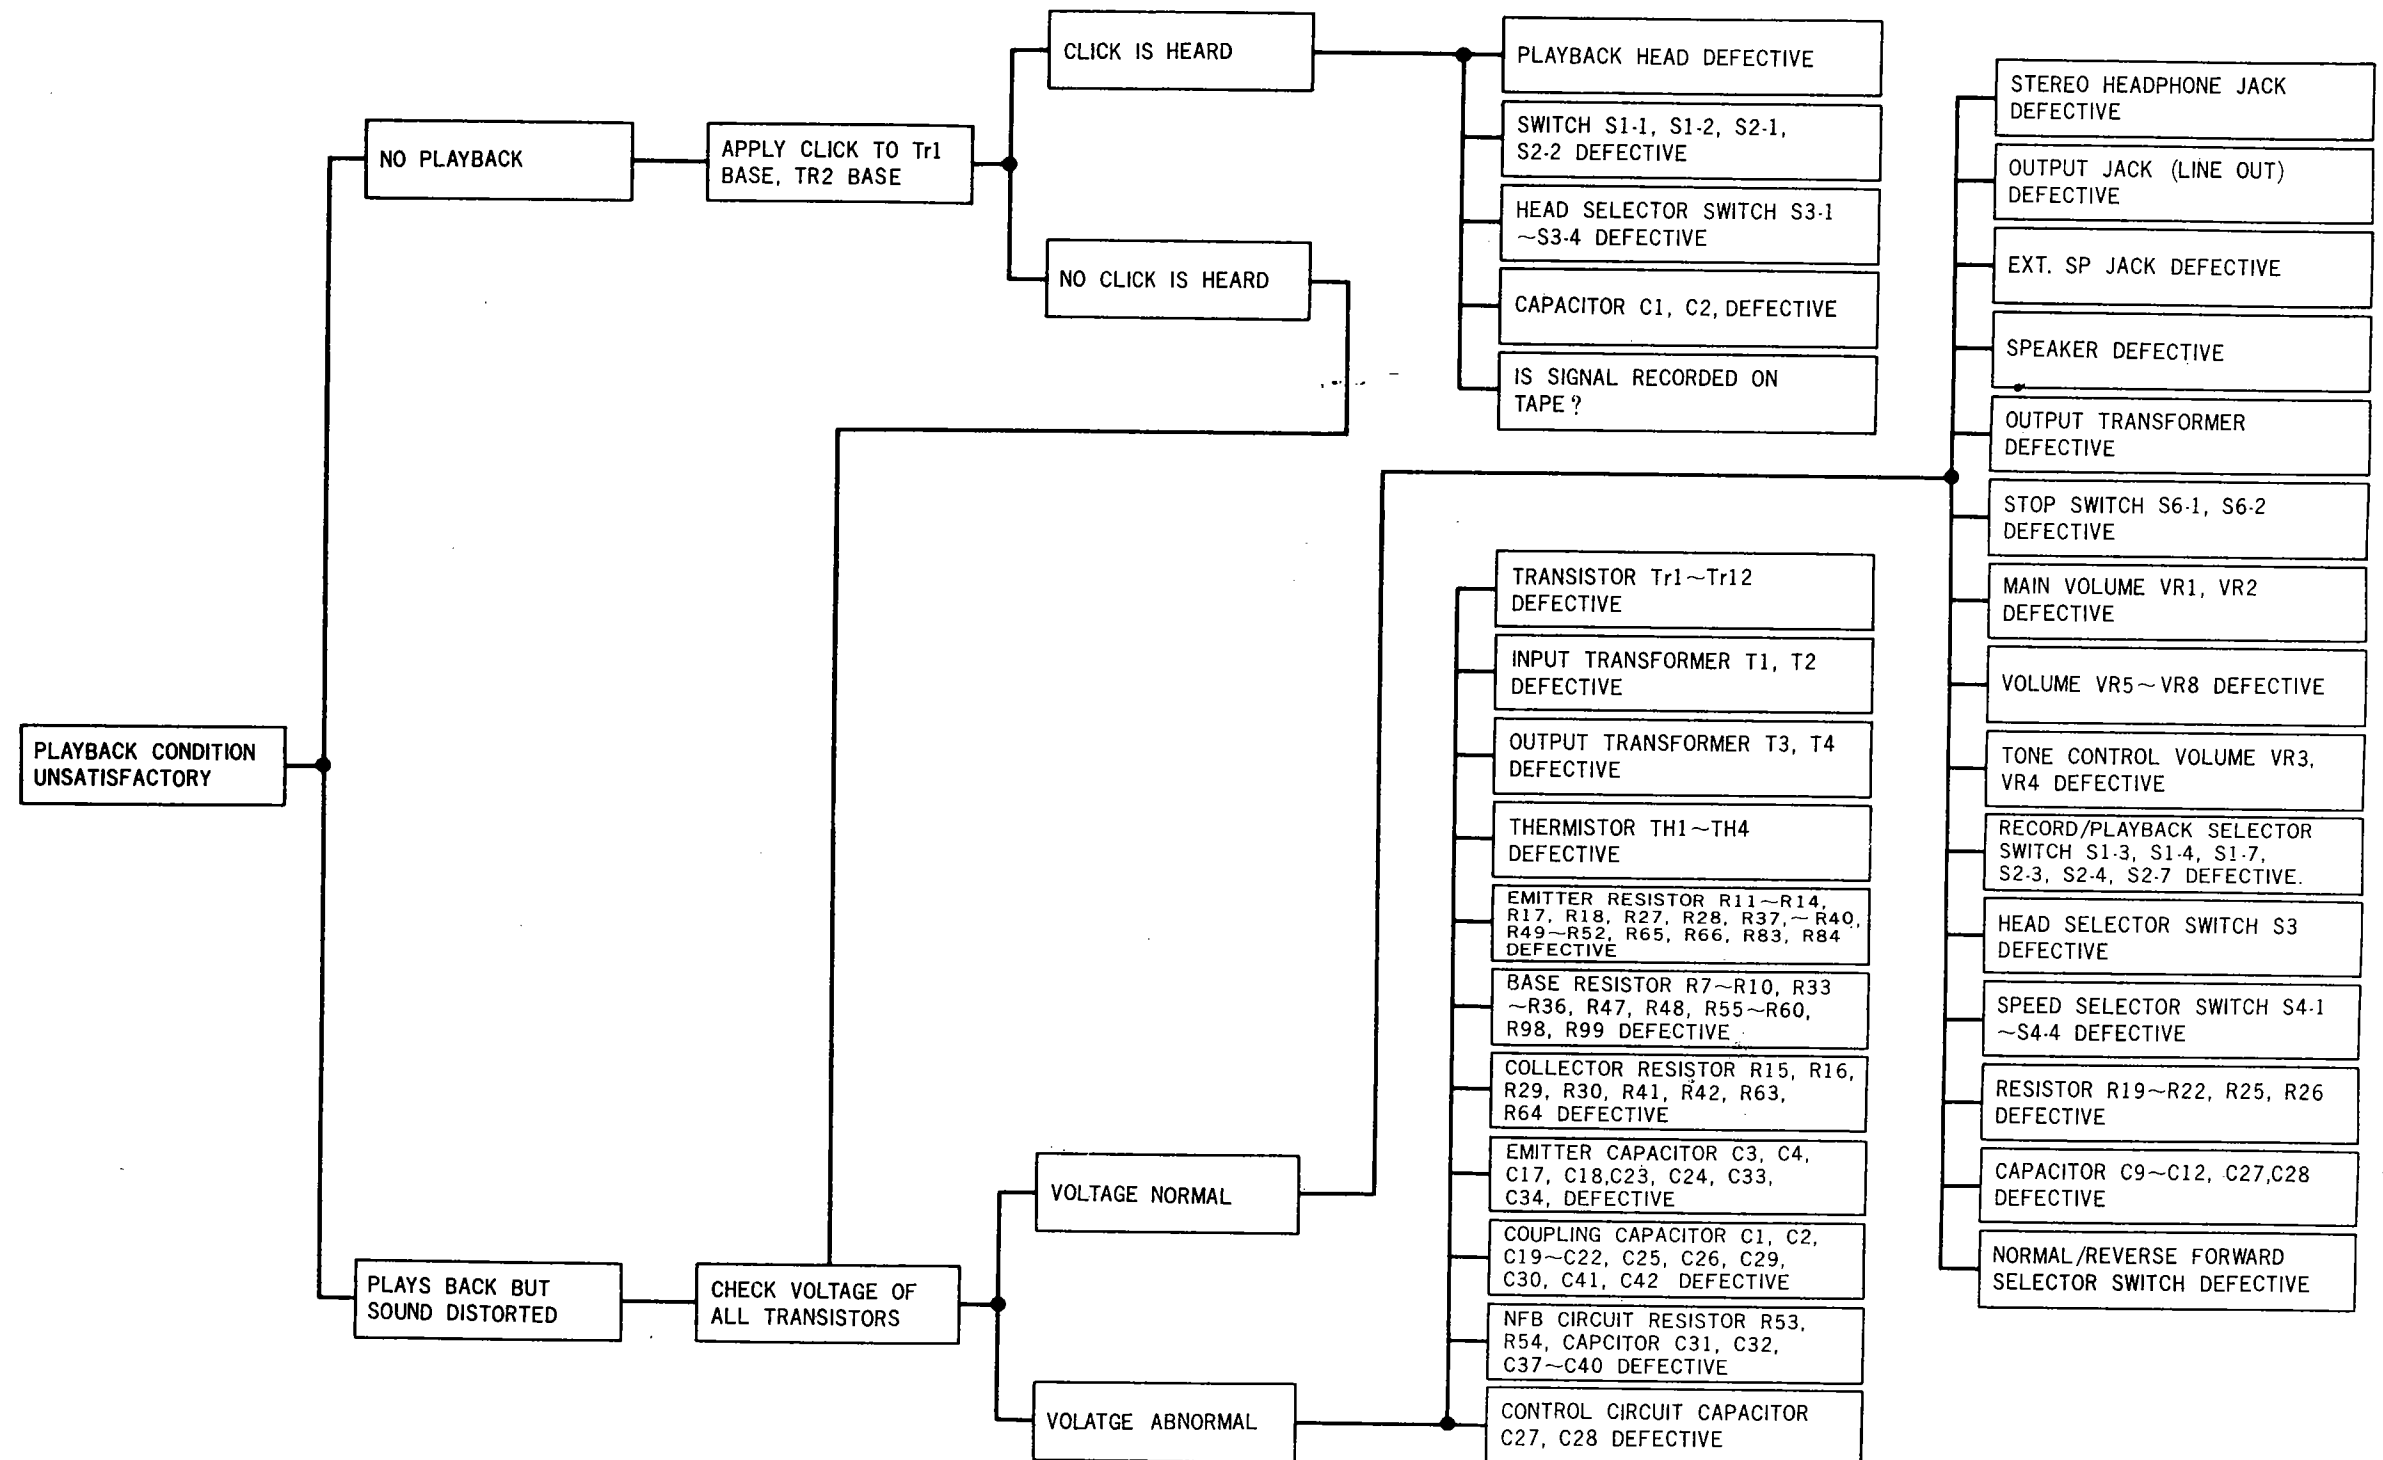 PLAYBACK CONDITION
UNSATISFACTORY
NO PLAYBACK
APPLY CLICK TO Tr1
BASE, TR2 BASE
CLICK IS HEARD
NO CLICK IS HEARD
PLAYBACK HEAD DEFECTIVE
SWITCH S1-1, S1-2, S2-1,
S2-2 DEFECTIVE
HEAD SELECTOR SWITCH S3-1
~S3-4 DEFECTIVE
CAPACITOR C1, C2, DEFECTIVE
IS SIGNAL RECORDED ON
TAPE?
PLAYS BACK BUT
SOUND DISTORTED
CHECK VOLTAGE OF
ALL TRANSISTORS
VOLTAGE NORMAL
VOLATGE ABNORMAL
TRANSISTOR Tr1~Tr12
DEFECTIVE
INPUT TRANSFORMER T1, T2
DEFECTIVE
OUTPUT TRANSFORMER T3, T4
DEFECTIVE
THERMISTOR TH1~TH4
DEFECTIVE
EMITTER RESISTOR R11~R14,
R17, R18, R27, R28, R37,~R40,
R49~R52, R65, R66, R83, R84
DEFECTIVE
BASE RESISTOR R7~R10, R33
~R36, R47, R48, R55~R60,
R98, R99 DEFECTIVE
COLLECTOR RESISTOR R15, R16,
R29, R30, R41, R42, R63,
R64 DEFECTIVE
EMITTER CAPACITOR C3, C4,
C17, C18,C23, C24, C33,
C34, DEFECTIVE
COUPLING CAPACITOR C1, C2,
C19~C22, C25, C26, C29,
C30, C41, C42 DEFECTIVE
NFB CIRCUIT RESISTOR R53,
R54, CAPCITOR C31, C32,
C37~C40 DEFECTIVE
CONTROL CIRCUIT CAPACITOR
C27, C28 DEFECTIVE
STEREO HEADPHONE JACK
DEFECTIVE
OUTPUT JACK (LINE OUT)
DEFECTIVE
EXT. SP JACK DEFECTIVE
SPEAKER DEFECTIVE
OUTPUT TRANSFORMER
DEFECTIVE
STOP SWITCH S6-1, S6-2
DEFECTIVE
MAIN VOLUME VR1, VR2
DEFECTIVE
VOLUME VR5~VR8 DEFECTIVE
TONE CONTROL VOLUME VR3,
VR4 DEFECTIVE
RECORD/PLAYBACK SELECTOR
SWITCH S1-3, S1-4, S1-7,
S2-3, S2-4, S2-7 DEFECTIVE.
HEAD SELECTOR SWITCH S3
DEFECTIVE
SPEED SELECTOR SWITCH S4-1
~S4-4 DEFECTIVE
RESISTOR R19~R22, R25, R26
DEFECTIVE
CAPACITOR C9~C12, C27,C28
DEFECTIVE
NORMAL/REVERSE FORWARD
SELECTOR SWITCH DEFECTIVE